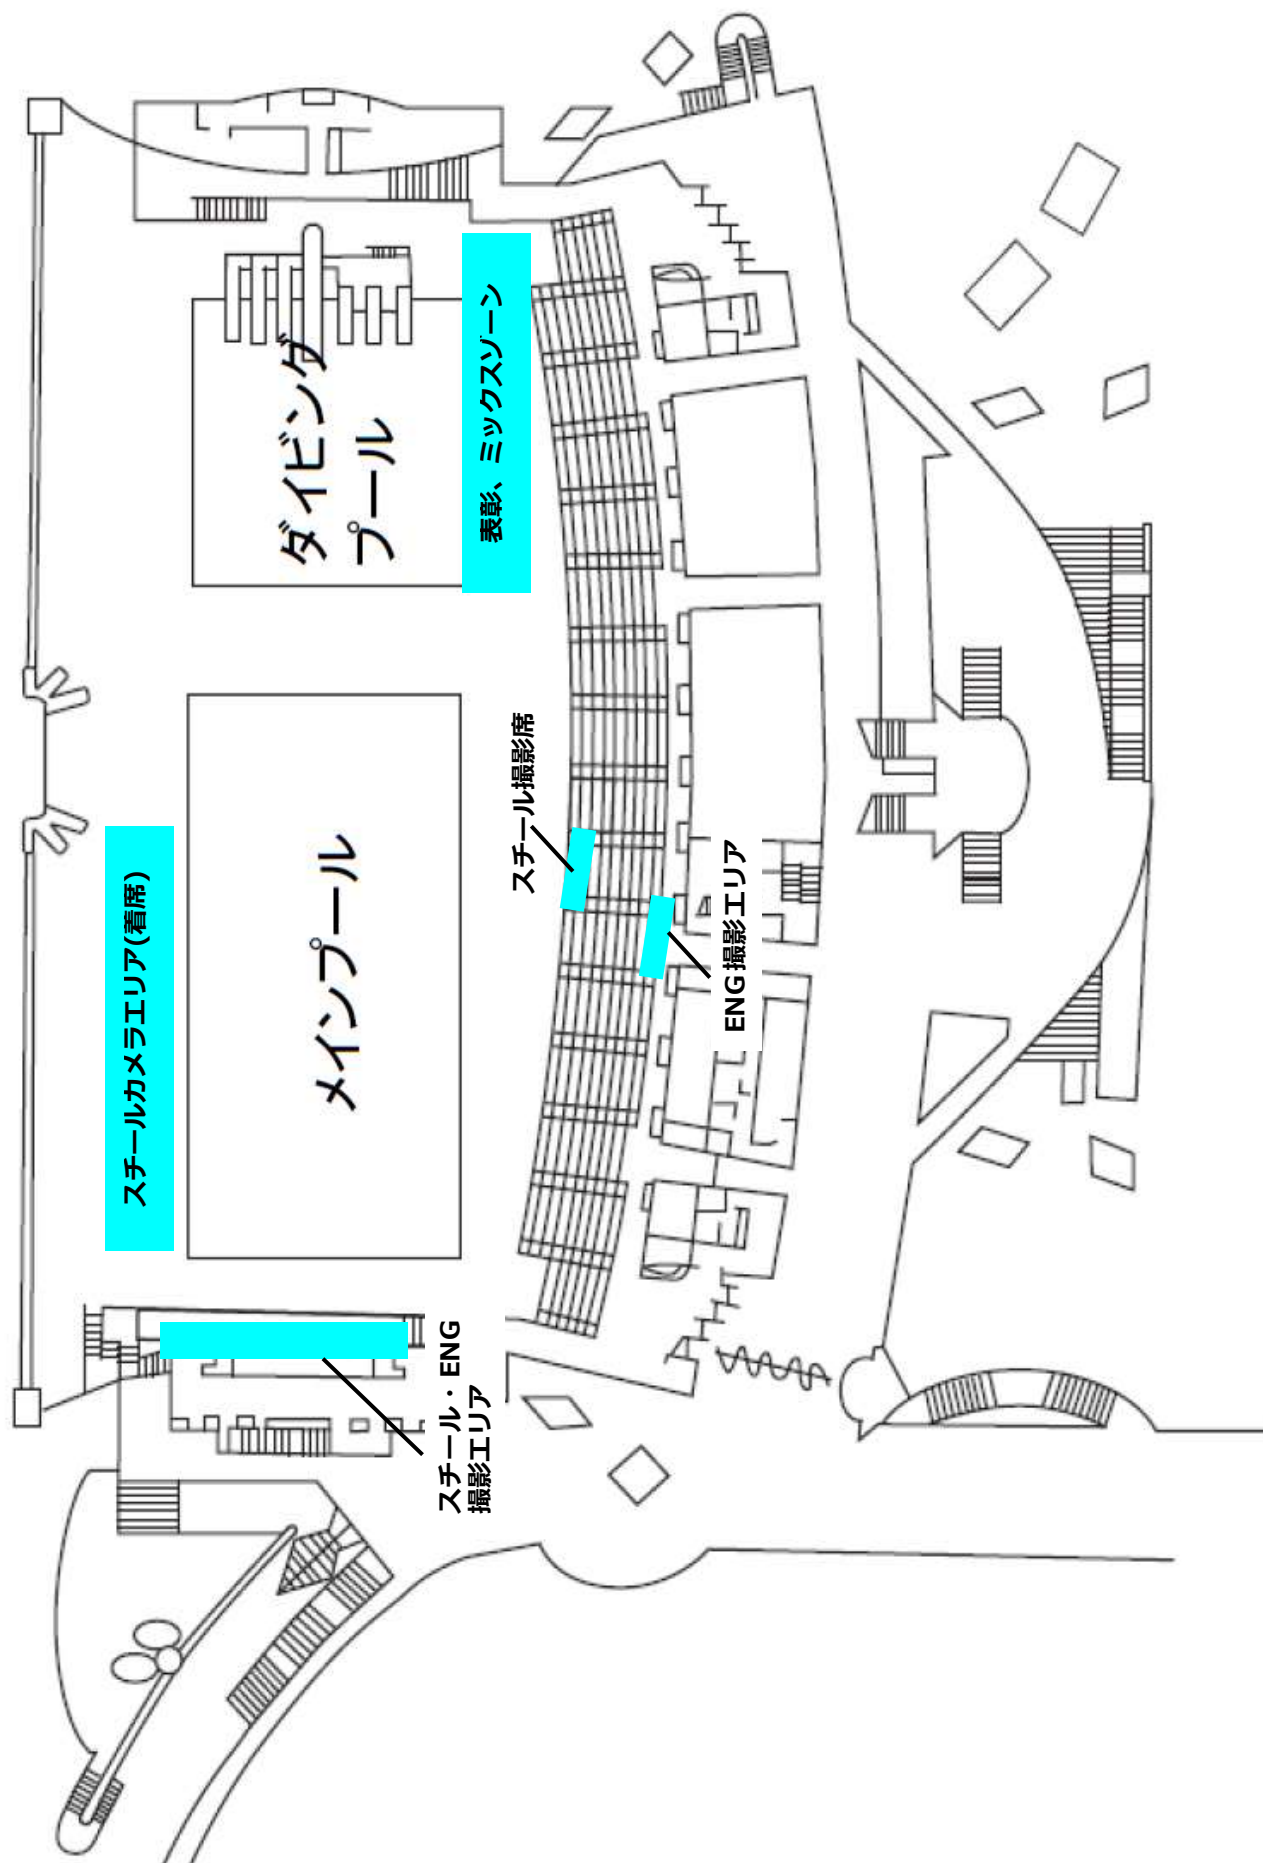 スチールカメラエリア(着席)
メインプール
ダイビング
プール
表彰、ミックスゾーン
スチール撮影席
ENG撮影エリア
スチール・ENG
撮影エリア